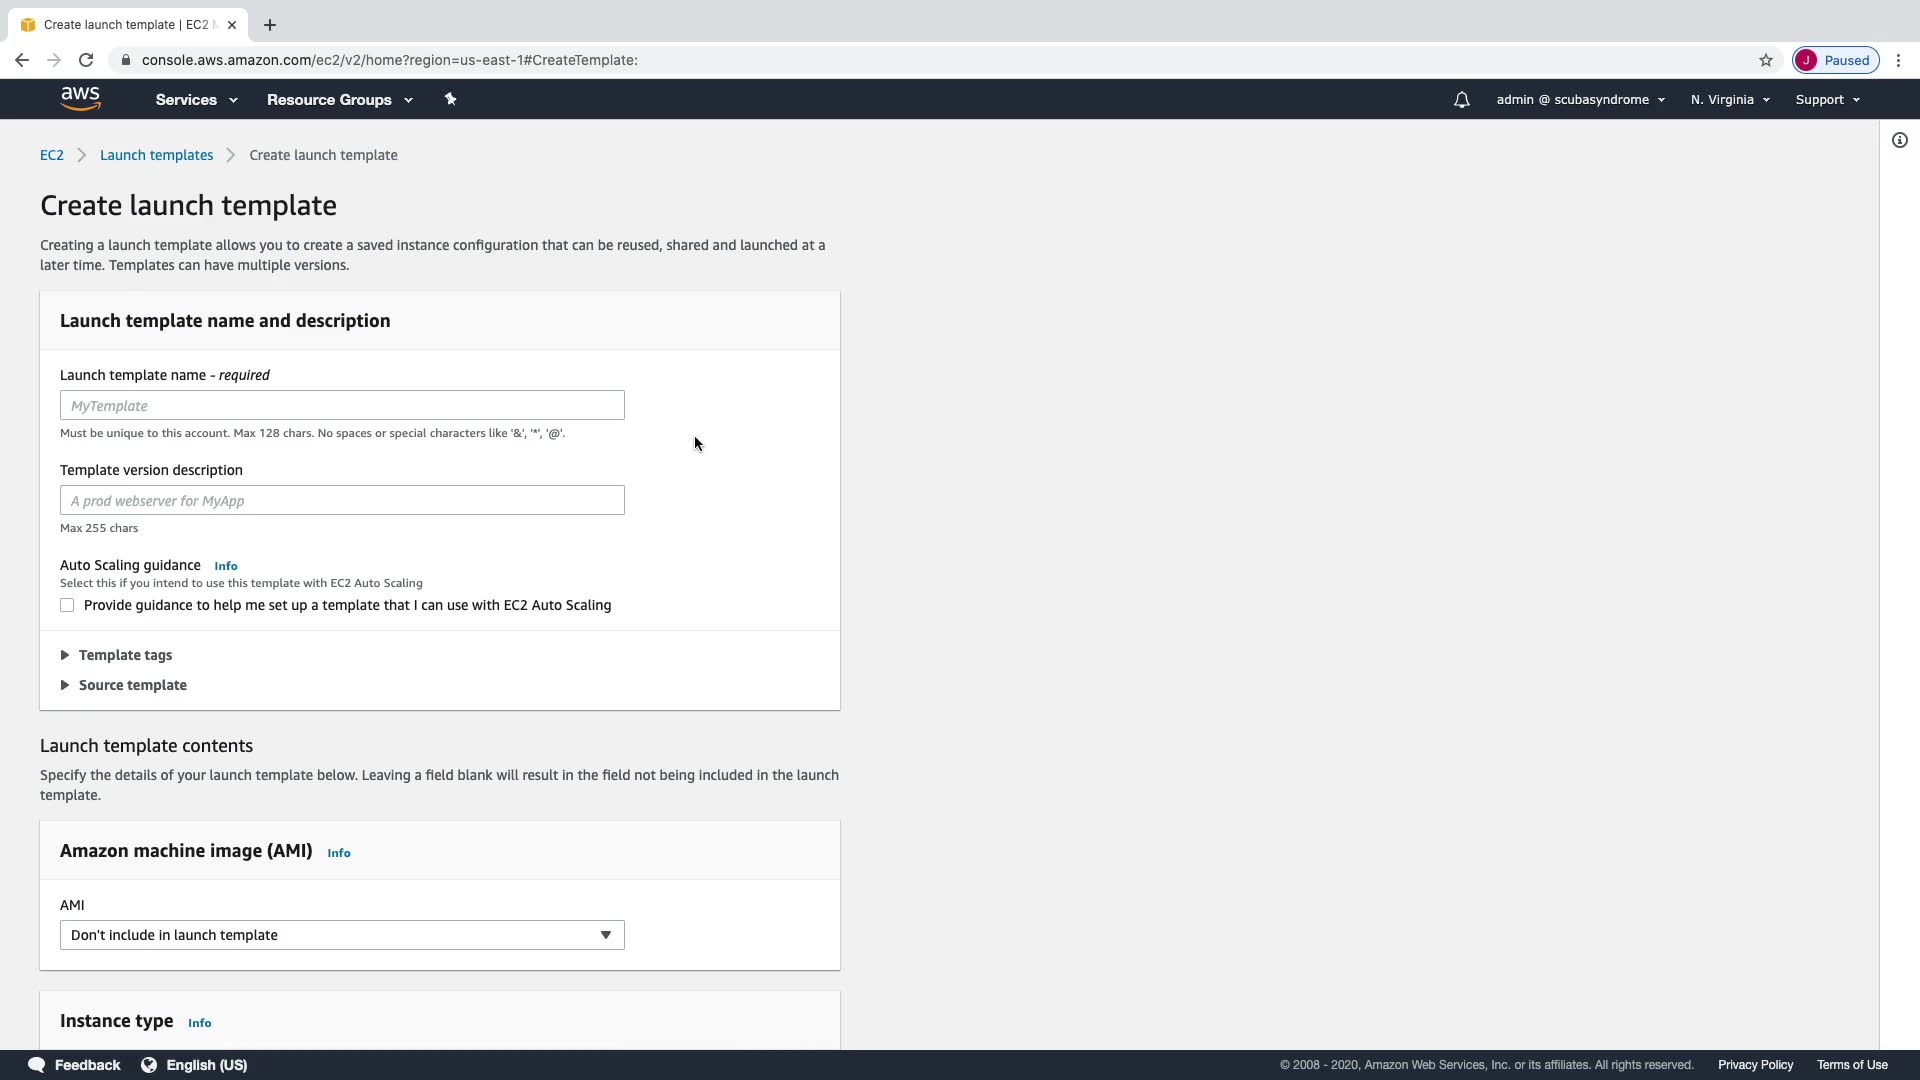 Create launch template | EC2
console.aws.amazon.com/ec2/v2/home?region=us-east-1#CreateTemplate:
J Paused
aws Services Resource Groups admin @ scubasyndrome N. Virginia Support
EC2 Launch templates Create launch template
Create launch template
Creating a launch template allows you to create a saved instance configuration that can be reused, shared and launched at a
later time. Templates can have multiple versions.
Launch template name and description
Launch template name - required
MyTemplate
Must be unique to this account. Max 128 chars. No spaces or special characters like '&', '*', '@'.
Template version description
A prod webserver for MyApp
Max 255 chars
Auto Scaling guidance Info
Select this if you intend to use this template with EC2 Auto Scaling
Provide guidance to help me set up a template that I can use with EC2 Auto Scaling
Template tags
Source template
Launch template contents
Specify the details of your launch template below. Leaving a field blank will result in the field not being included in the launch
template.
Amazon machine image (AMI) Info
AMI
Don't include in launch template
Instance type Info
Feedback English (US) © 2008 - 2020, Amazon Web Services, Inc. or its affiliates. All rights reserved. Privacy Policy Terms of Use